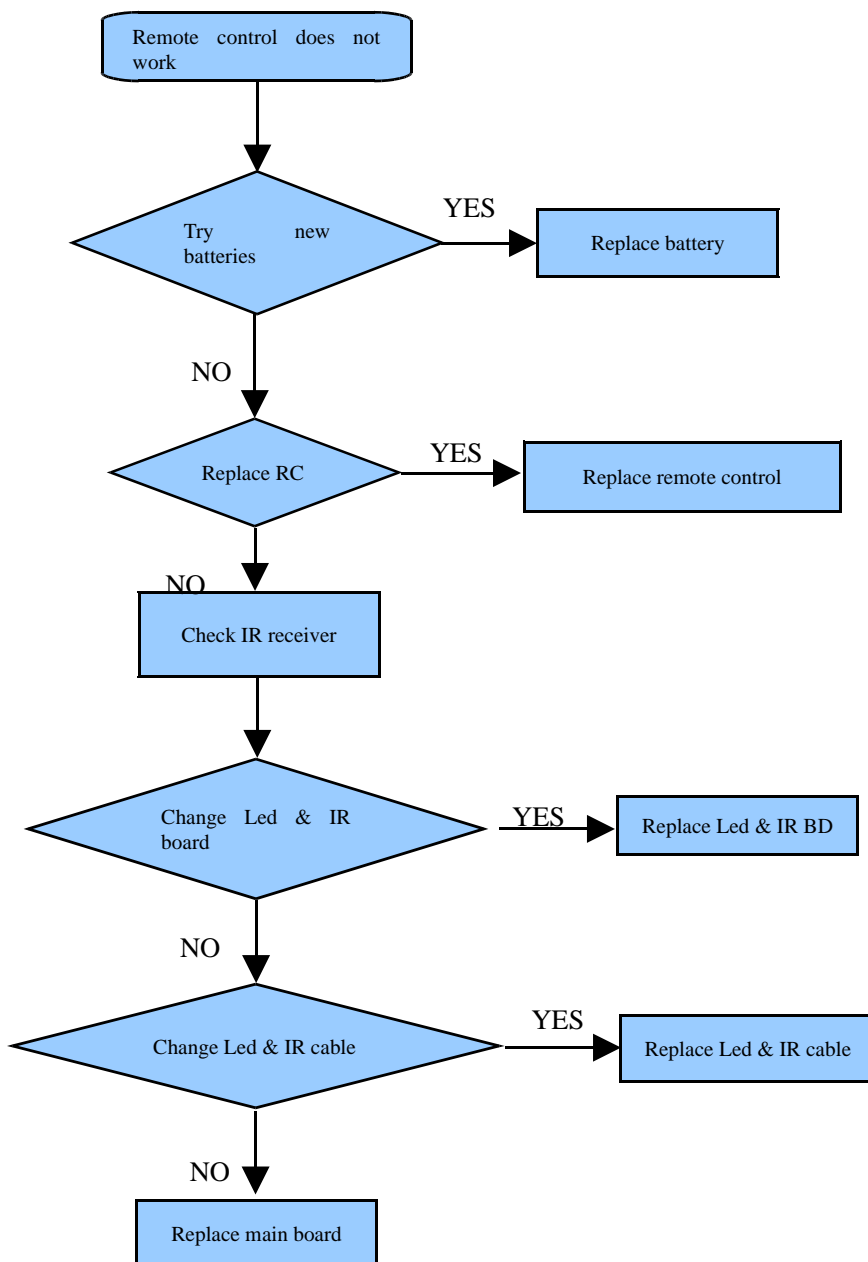 Remote control does not
work
YES
Try new
batteries
Replace battery
NO
YES
Replace RC
Replace remote control
NO
Check IR receiver
Change Led & IR
board
YES
Replace Led & IR BD
NO
YES
Change Led & IR cable
Replace Led & IR cable
NO
Replace main board